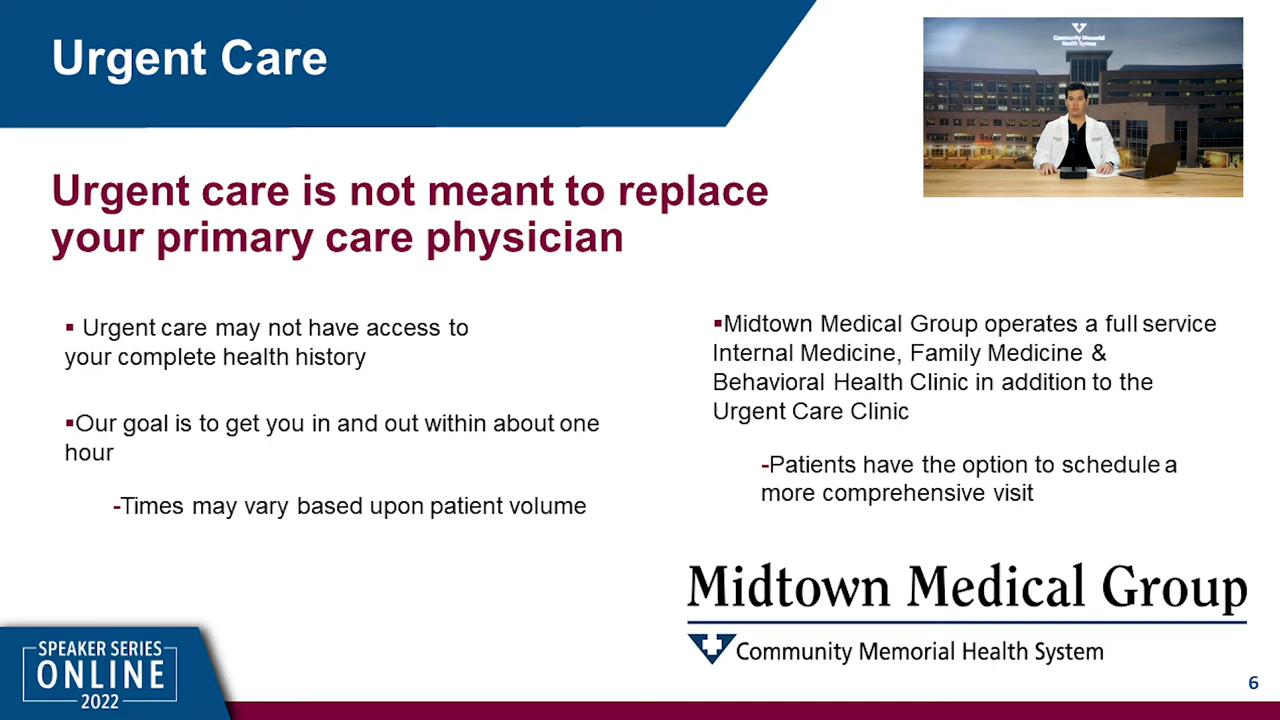 Urgent Care
Community Memorial
Health System
Urgent care is not meant to replace
your primary care physician
▪ Urgent care may not have access to
your complete health history
▪Our goal is to get you in and out within about one
hour
-Times may vary based upon patient volume
▪Midtown Medical Group operates a full service
Internal Medicine, Family Medicine &
Behavioral Health Clinic in addition to the
Urgent Care Clinic
-Patients have the option to schedule a
more comprehensive visit
Midtown Medical Group
Community Memorial Health System
SPEAKER SERIES
ONLINE
2022
6